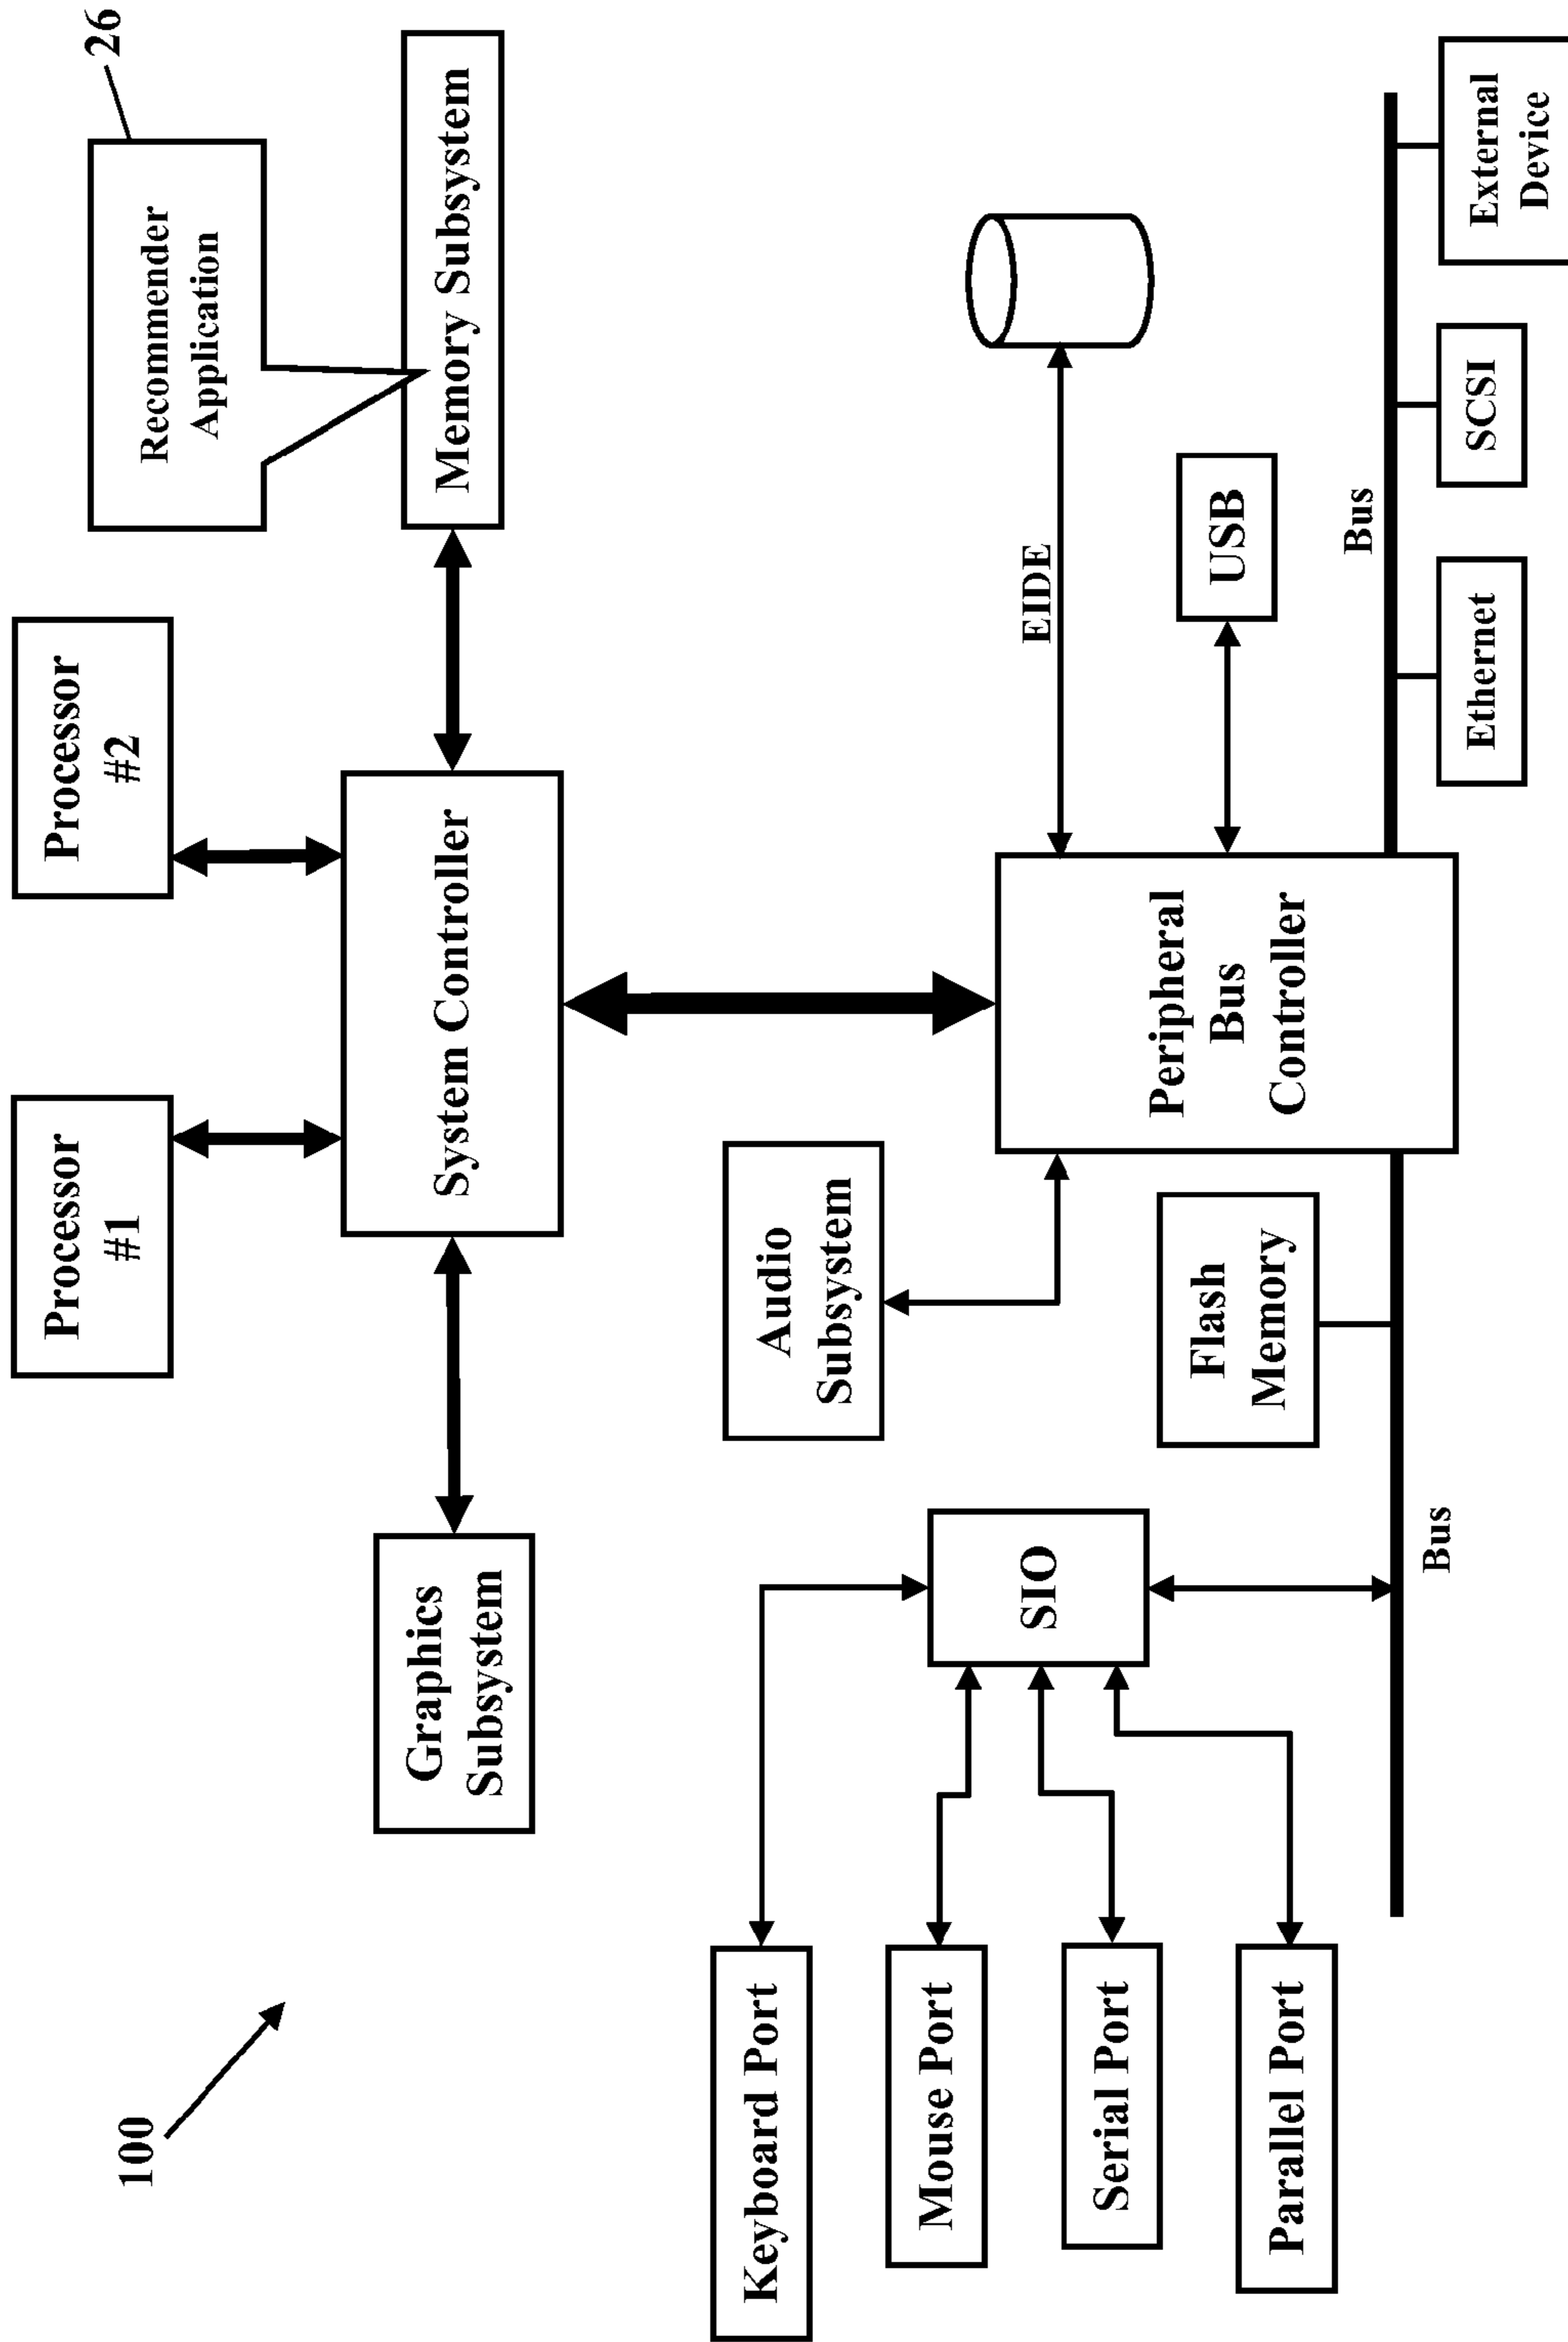 100
Processor
#1
Processor
#2
Recommender
Application
26
Graphics
Subsystem
System Controller
Memory Subsystem
Audio
Subsystem
Keyboard Port
Mouse Port
Serial Port
Parallel Port
SIO
Flash
Memory
Peripheral
Bus
Controller
EIDE
USB
Bus
Bus
Ethernet
SCSI
External
Device